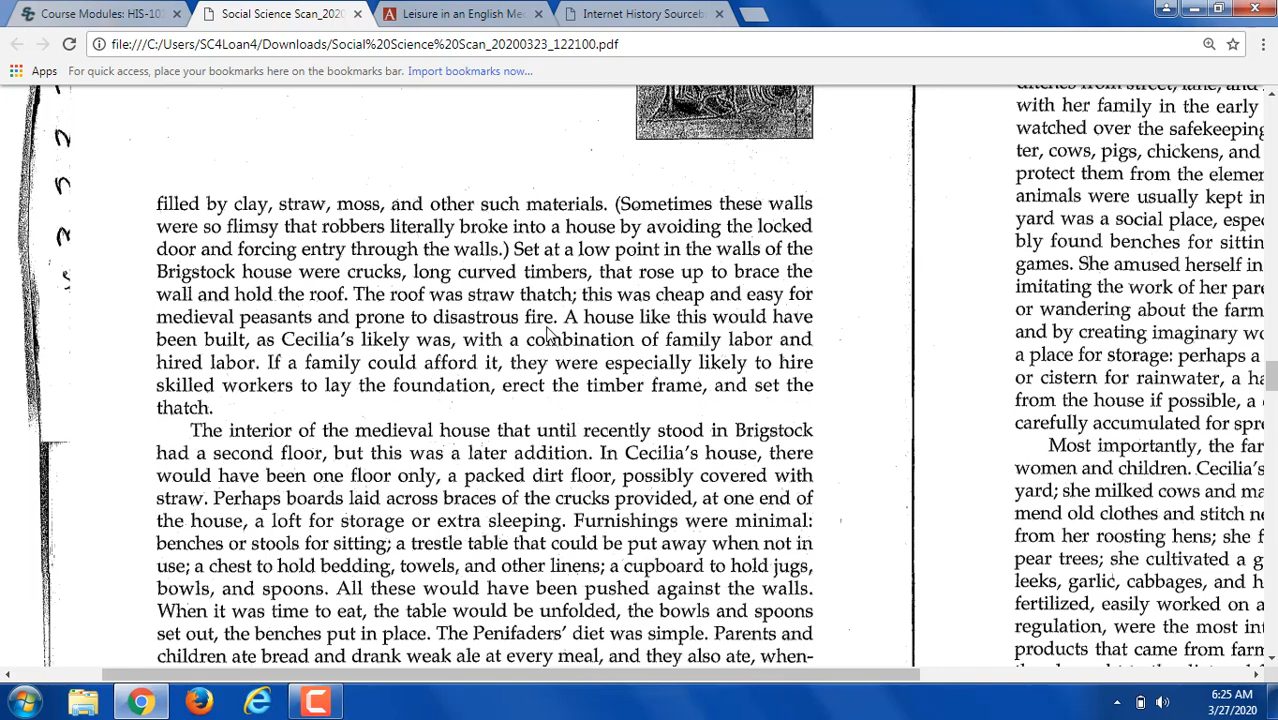 Course Modules: HIS-10
Social Science Scan_2020
Leisure in an English Me
Internet History Sourceb
file:///C:/Users/SC4Loan4/Downloads/Social%20Science%20Scan_20200323_122100.pdf
Apps
For quick access, place your bookmarks here on the bookmarks bar. Import bookmarks now...
filled by clay, straw, moss, and other such materials. (Sometimes these walls
were so flimsy that robbers literally broke into a house by avoiding the locked
door and forcing entry through the walls.) Set at a low point in the walls of the
Brigstock house were crucks, long curved timbers, that rose up to brace the
wall and hold the roof. The roof was straw thatch; this was cheap and easy for
medieval peasants and prone to disastrous fire. A house like this would have
been built, as Cecilia's likely was, with a combination of family labor and
hired labor. If a family could afford it, they were especially likely to hire
skilled workers to lay the foundation, erect the timber frame, and set the
thatch.
The interior of the medieval house that until recently stood in Brigstock
had a second floor, but this was a later addition. In Cecilia's house, there
would have been one floor only, a packed dirt floor, possibly covered with
straw. Perhaps boards laid across braces of the crucks provided, at one end of
the house, a loft for storage or extra sleeping. Furnishings were minimal:
benches or stools for sitting; a trestle table that could be put away when not in
use; a chest to hold bedding, towels, and other linens; a cupboard to hold jugs,
bowls, and spoons. All these would have been pushed against the walls.
When it was time to eat, the table would be unfolded, the bowls and spoons
set out, the benches put in place. The Penifaders' diet was simple. Parents and
children ate bread and drank weak ale at every meal, and they also ate, when-
ditches from street, lane, and
with her family in the early
watched over the safekeeping
ter, cows, pigs, chickens, and
protect them from the elemen
animals were usually kept in
yard was a social place, espec
bly found benches for sittin
games. She amused herself in
imitating the work of her pare
or wandering about the farm
and by creating imaginary wo
a place for storage: perhaps a
or cistern for rainwater, a ha
from the house if possible, a
carefully accumulated for spre
Most importantly, the far
women and children. Cecilia's
yard; she milked cows and ma
mend old clothes and stitch ne
from her roosting hens; she f
pear trees; she cultivated a g
leeks, garlic, cabbages, and h
fertilized, easily worked on a
regulation, were the most int
products that came from farm
6:25 AM
3/27/2020